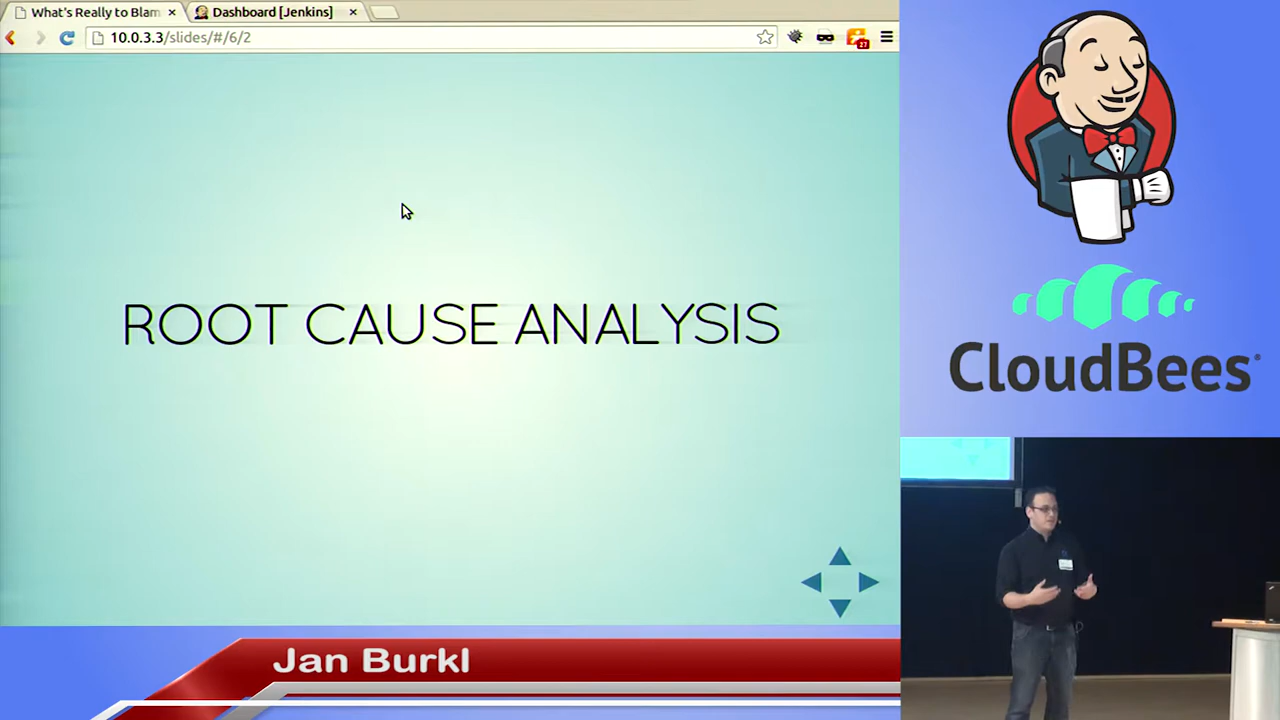 What's Really to Blam
Dashboard [Jenkins]
10.0.3.3/slides/#/6/2
27
ROOT CAUSE ANALYSIS
CloudBees
Jan Burkl